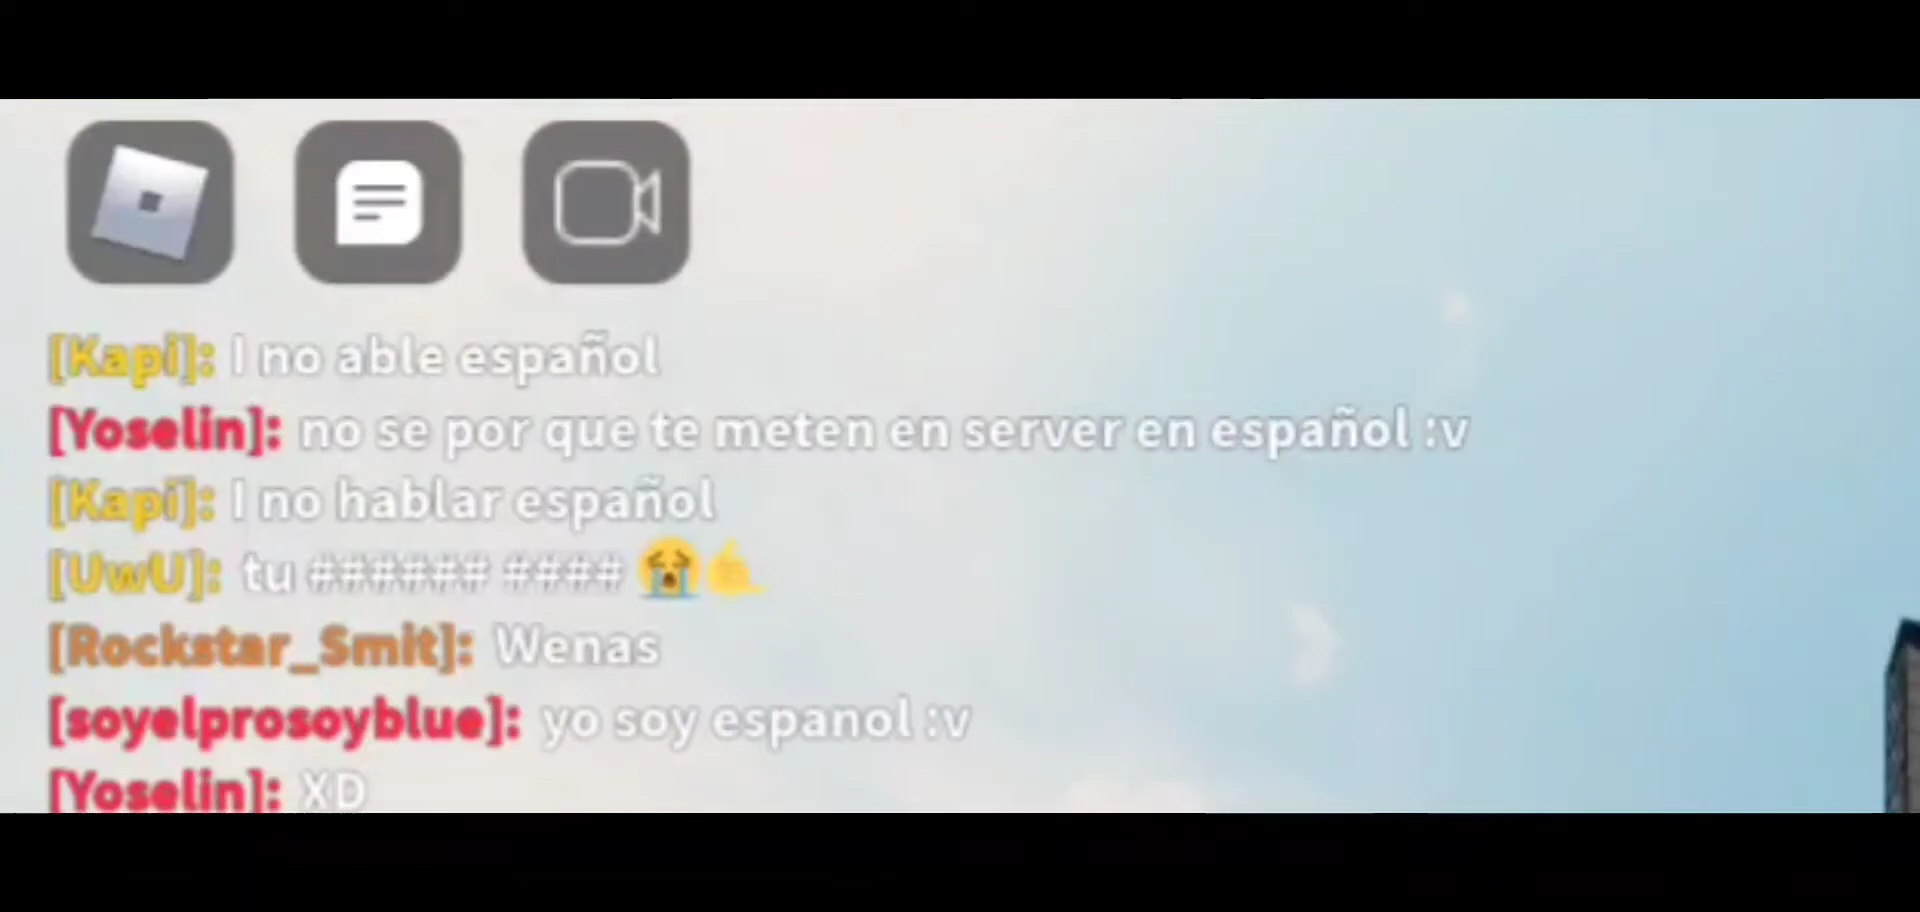 [Kapi]: I no able español
[Yoselin]: no se por que te meten en server en español :v
[Kapi]: I no hablar español
[UwU]: tu ###### #### 😭🤙
[Rockstar_Smit]: Wenas
[soyelprosoyblue]: yo soy espanol :v
[Yoselin]: XD